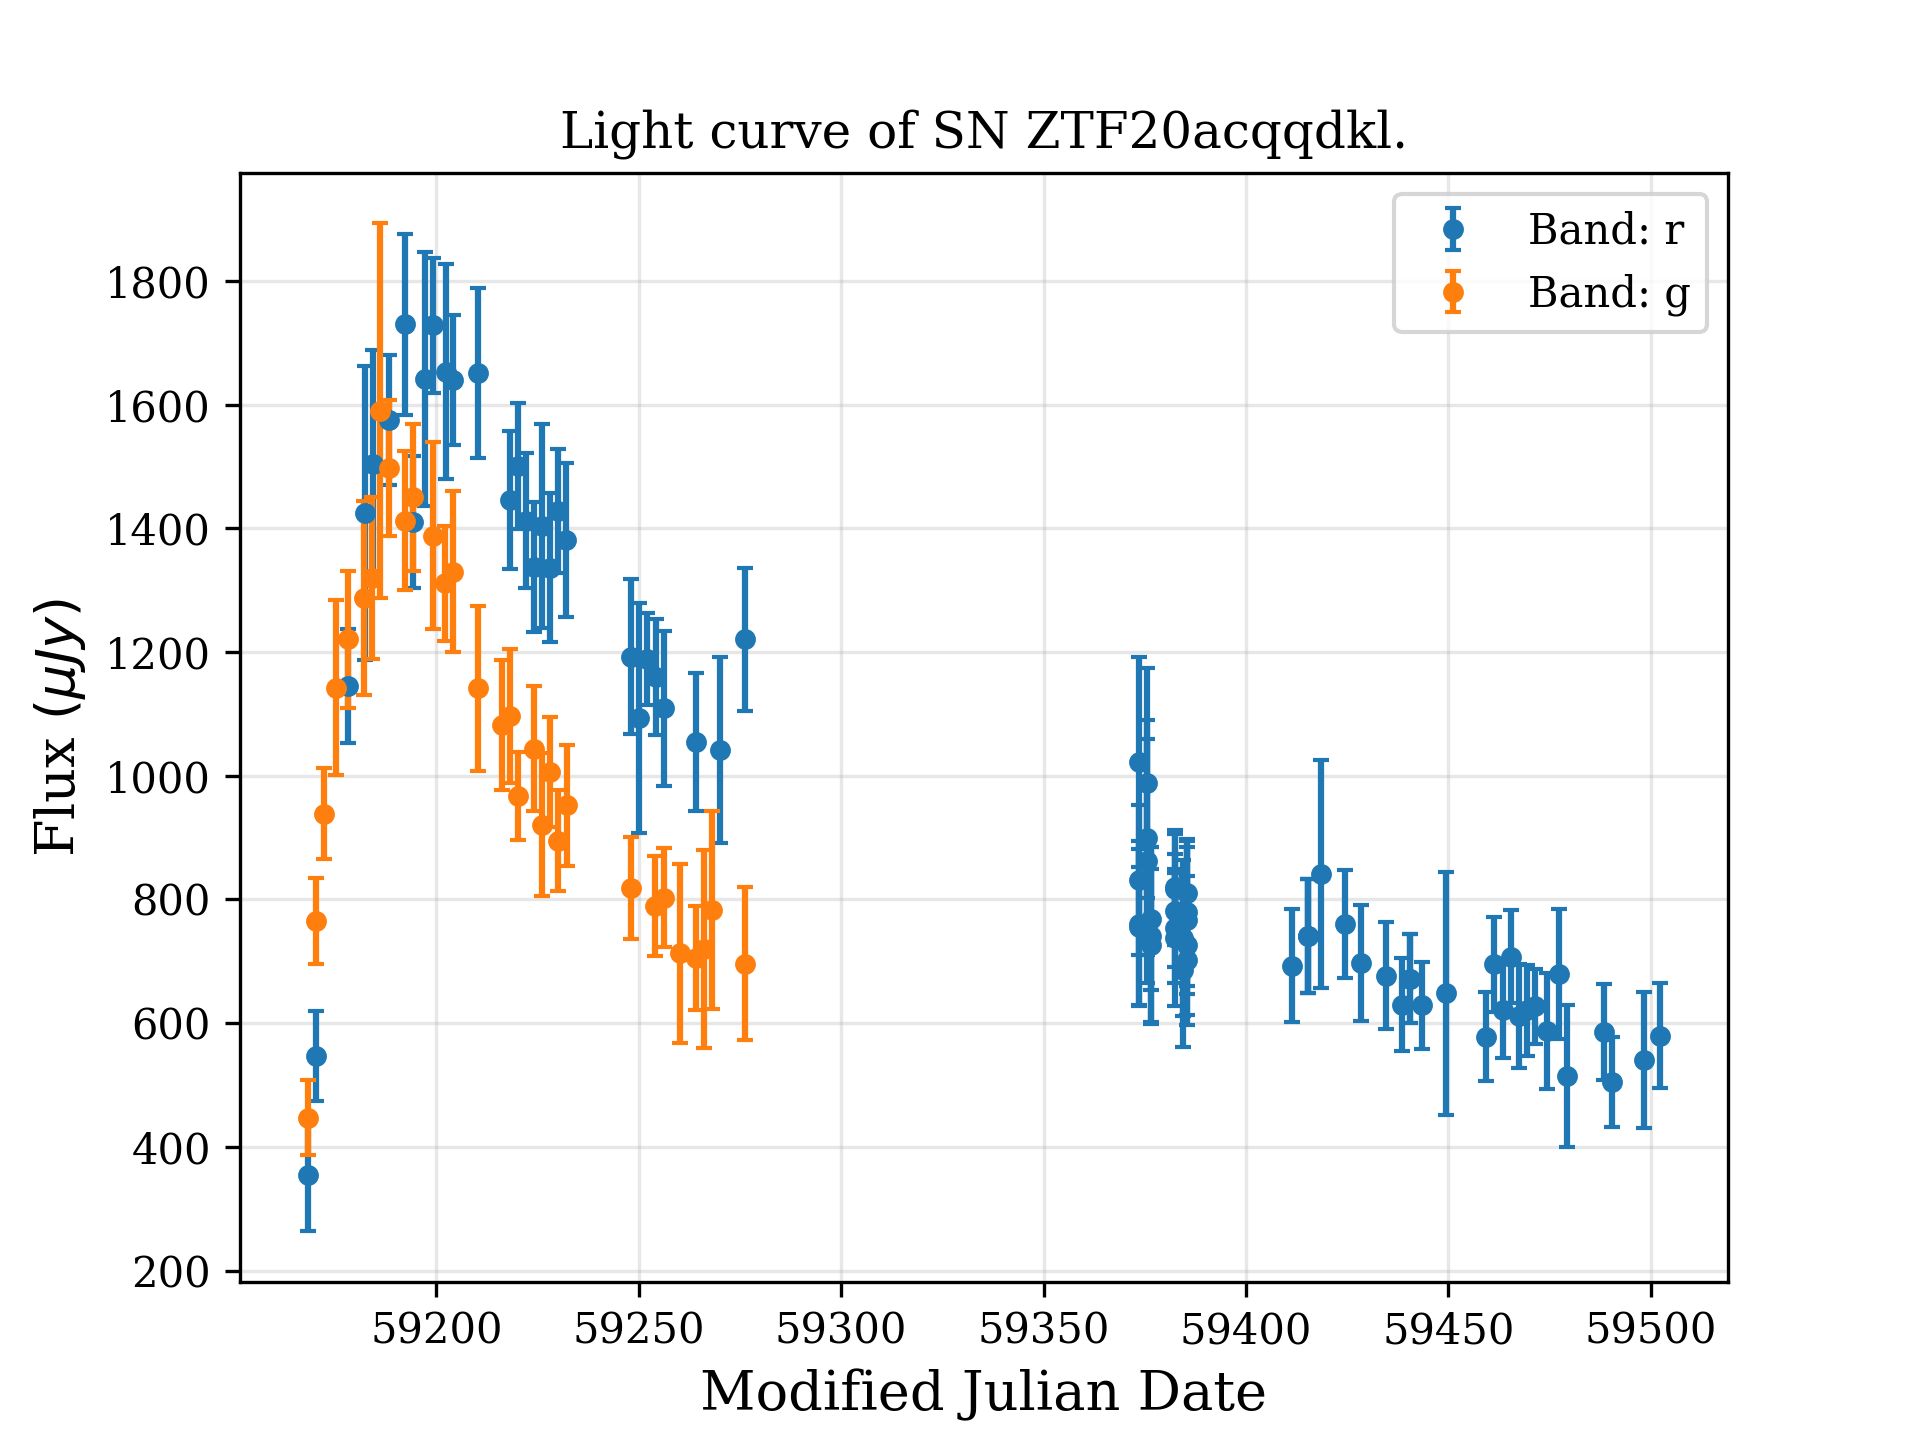 Light curve of SN ZTF20acqqdkl.
Band: r
Band: g
1800
1600
1400
1200
1000
800
600
400
200
Flux (μJy)
59200 59250 59300 59350 59400 59450 59500
Modified Julian Date